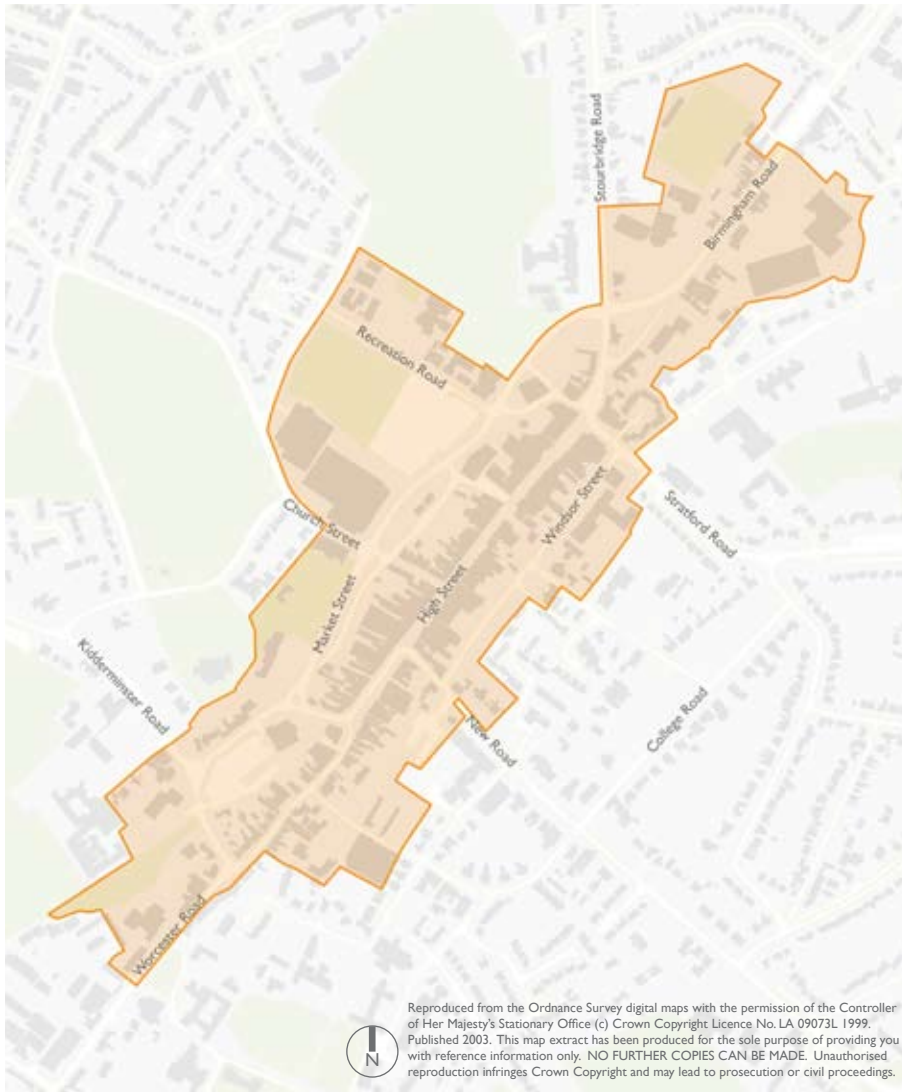 Stourbridge Road
Birmingham Road
Recreation Road
Church Street
Windsor Street
Stratford Road
High Street
Market Street
Kidderminster Road
College Road
New Road
Worcester Road
N
Reproduced from the Ordnance Survey digital maps with the permission of the Controller
of Her Majesty's Stationary Office (c) Crown Copyright Licence No. LA 09073L 1999.
Published 2003. This map extract has been produced for the sole purpose of providing you
with reference information only. NO FURTHER COPIES CAN BE MADE. Unauthorised
reproduction infringes Crown Copyright and may lead to prosecution or civil proceedings.